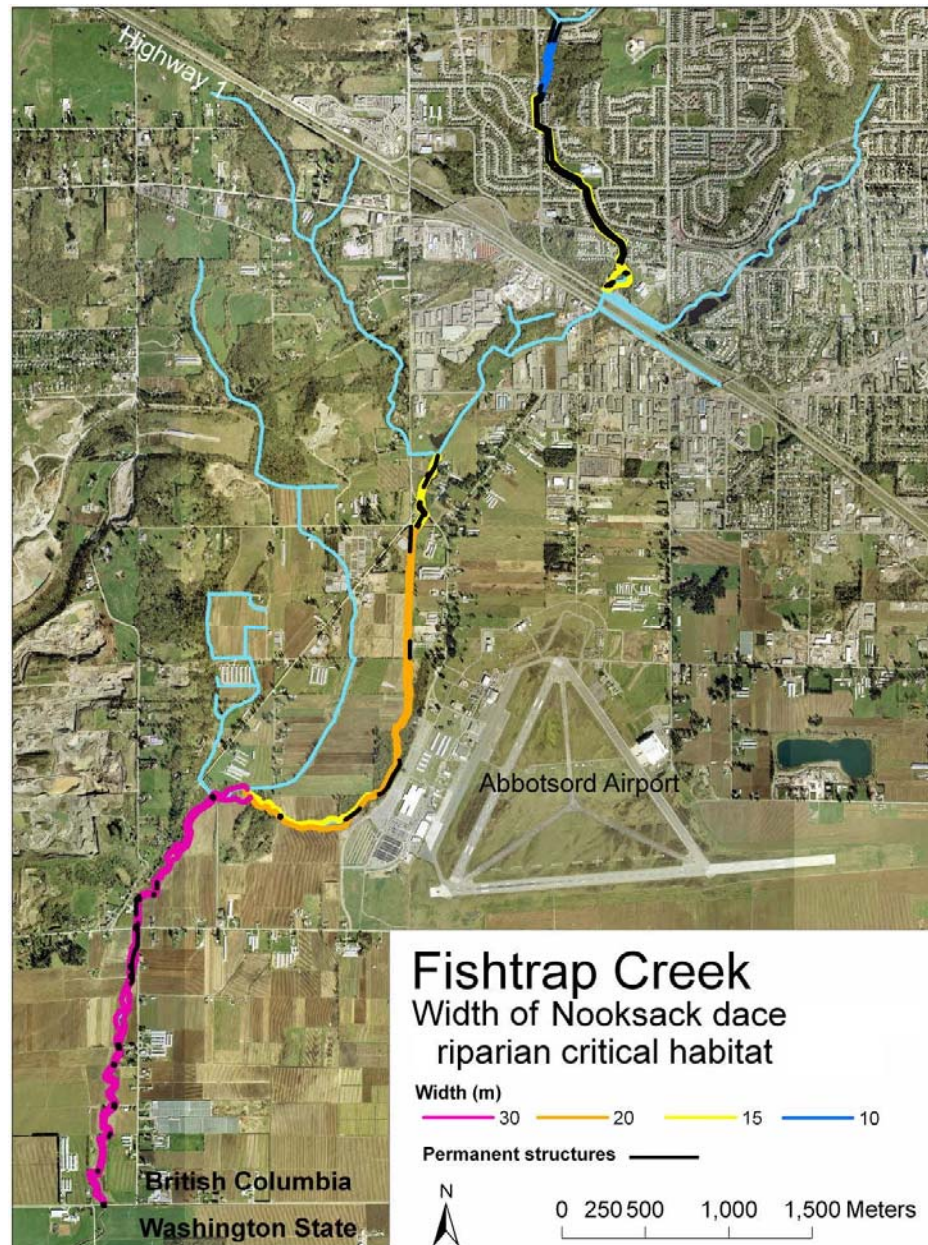 Highway 1
Abbotsord Airport
Fishtrap Creek
Width of Nooksack dace
riparian critical habitat
Width (m)
30 20 15 10
Permanent structures
N
0 250 500 1,000 1,500 Meters
British Columbia
Washington State